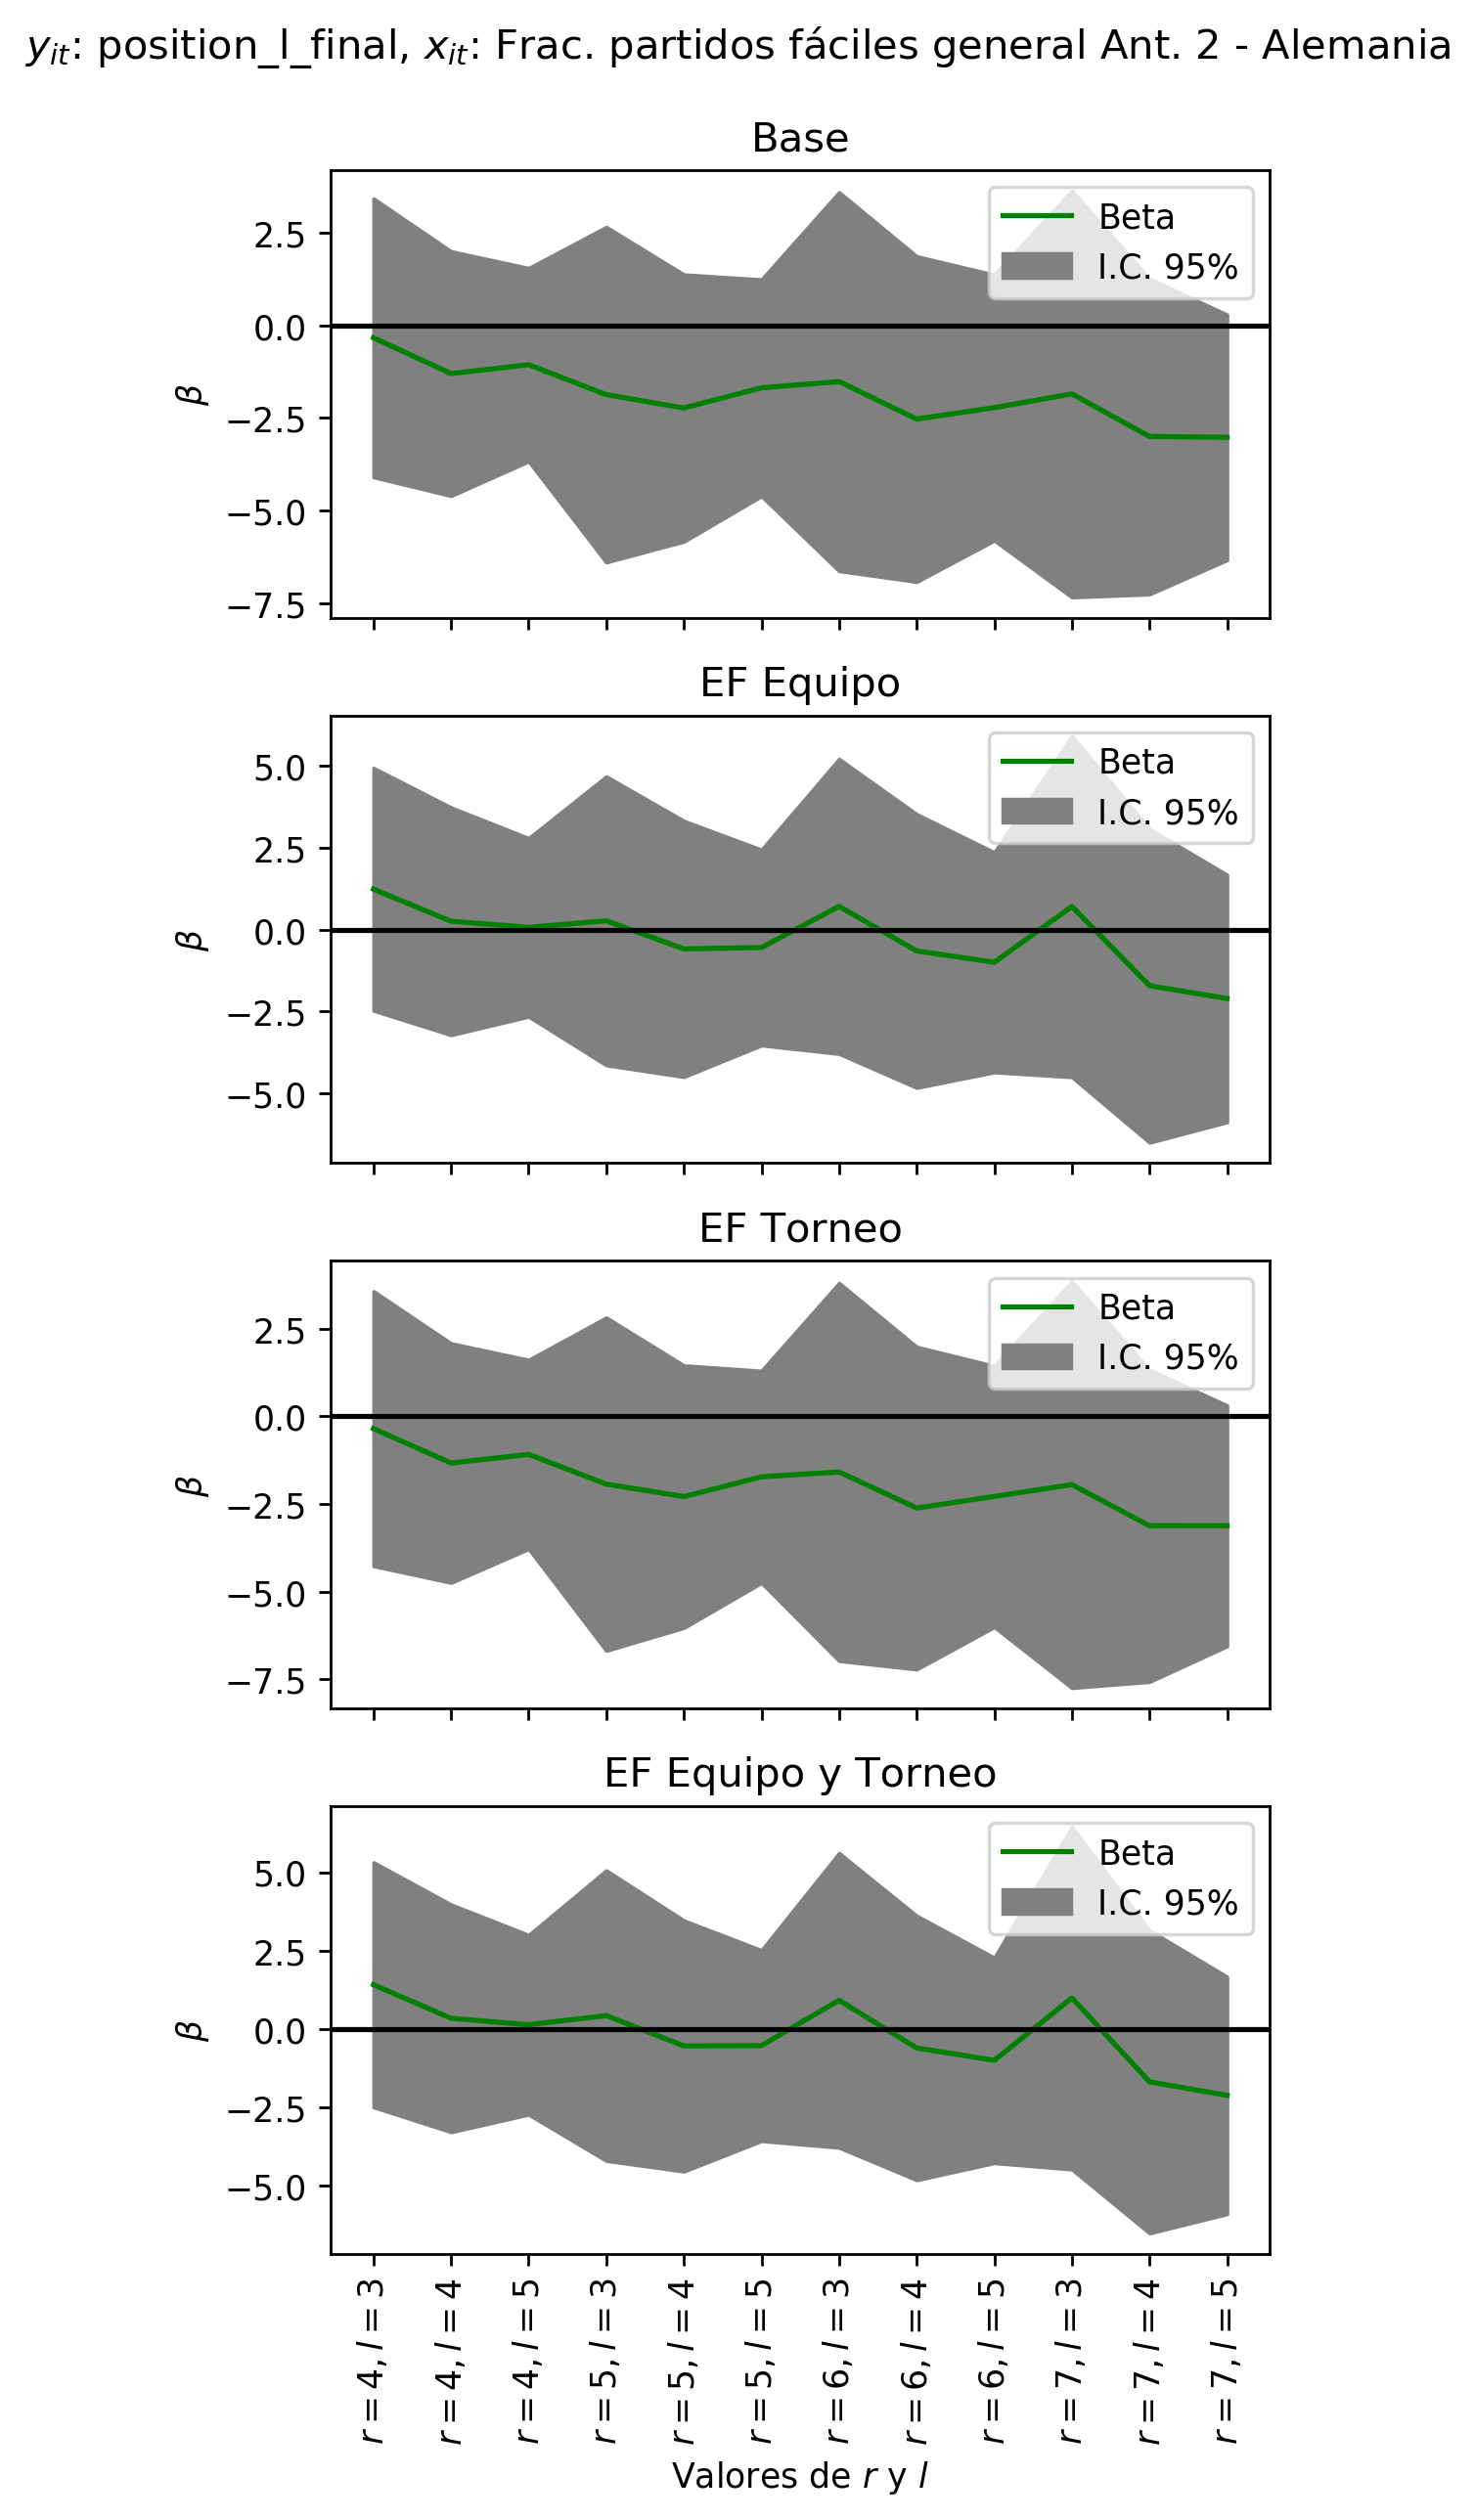 y_it: position_l_final, x_it: Frac. partidos fáciles general Ant. 2 - Alemania
Base
Beta
I.C. 95%
2.5
0.0
−2.5
−5.0
−7.5
β
EF Equipo
Beta
I.C. 95%
5.0
2.5
0.0
−2.5
−5.0
β
EF Torneo
Beta
I.C. 95%
2.5
0.0
−2.5
−5.0
−7.5
β
EF Equipo y Torneo
Beta
I.C. 95%
5.0
2.5
0.0
−2.5
−5.0
β
r = 4, l = 3
r = 4, l = 4
r = 4, l = 5
r = 5, l = 3
r = 5, l = 4
r = 5, l = 5
r = 6, l = 3
r = 6, l = 4
r = 6, l = 5
r = 7, l = 3
r = 7, l = 4
r = 7, l = 5
Valores de r y l